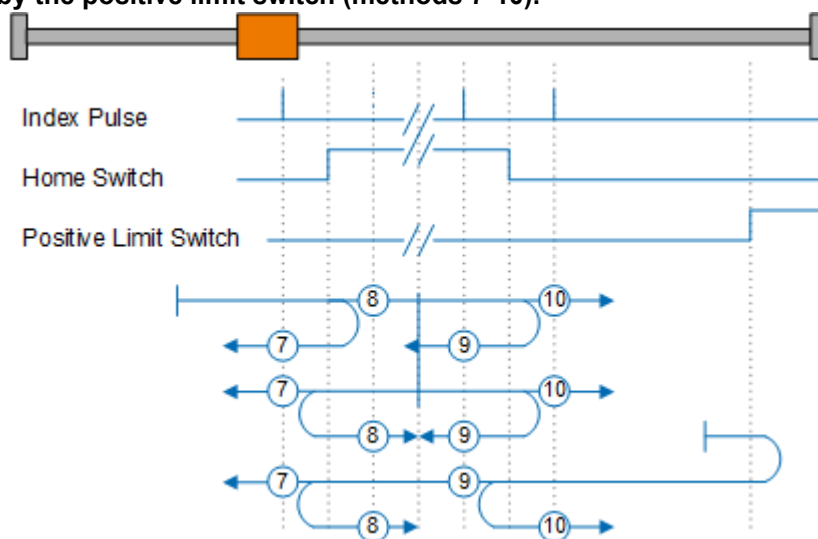 by the positive limit switch (methods 7-10).
Index Pulse
Home Switch
Positive Limit Switch
8 10
7 9
7 10
8 9
7 9
8 10